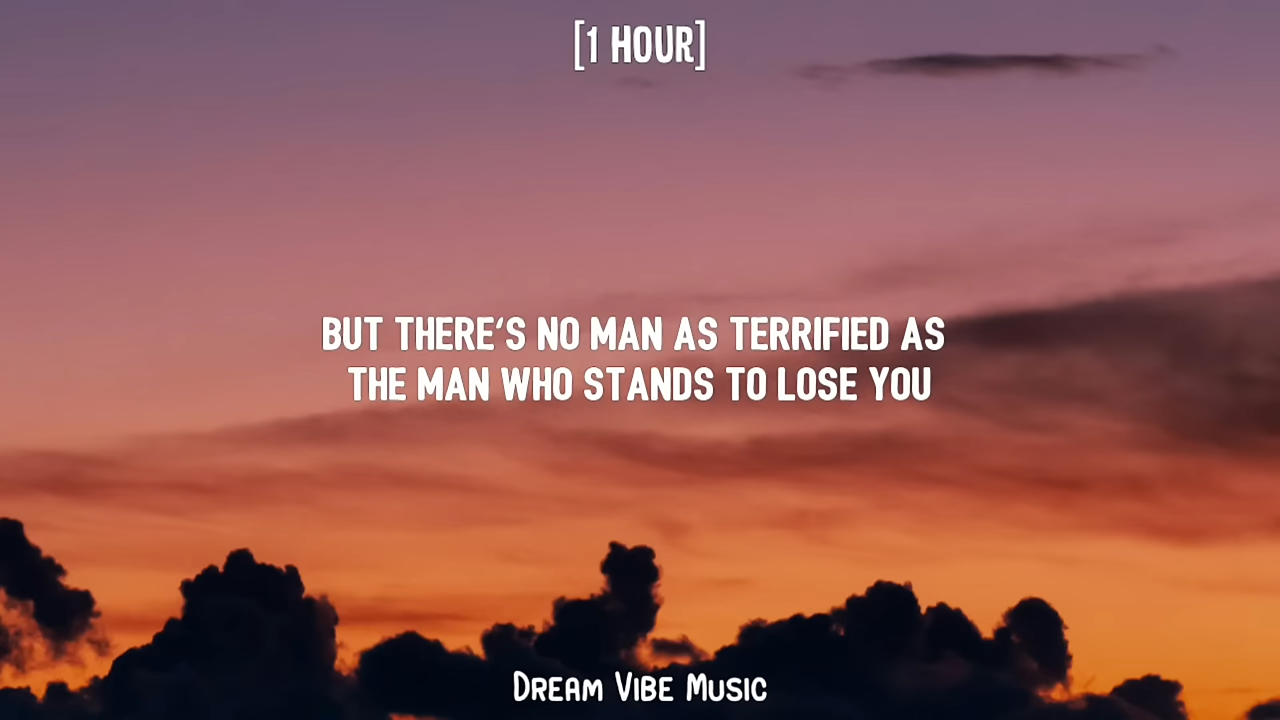 [1 HOUR]
BUT THERE'S NO MAN AS TERRIFIED AS
THE MAN WHO STANDS TO LOSE YOU
DREAM VIBE MUSIC